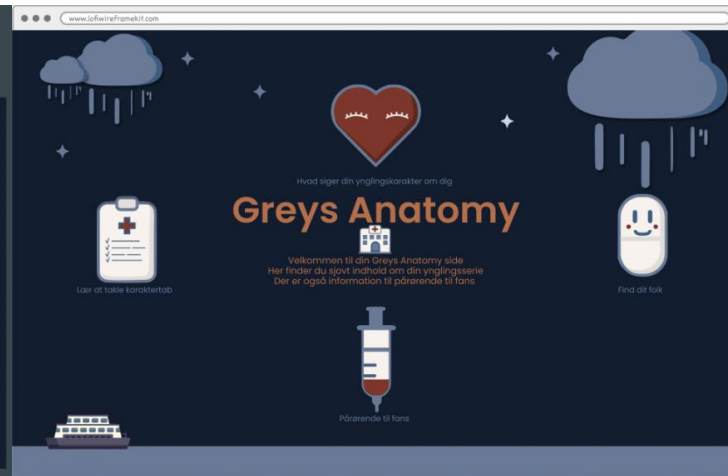 www.lofiwireframekit.com
Hvad siger din ynglingskarakter om dig
Greys Anatomy
Velkommen til din Greys Anatomy side
Her finder du sjovt indhold om din ynglingsserie
Der er også information til pårørende til fans
Lær at takle karaktertab
Find dit folk
Pårørende til fans